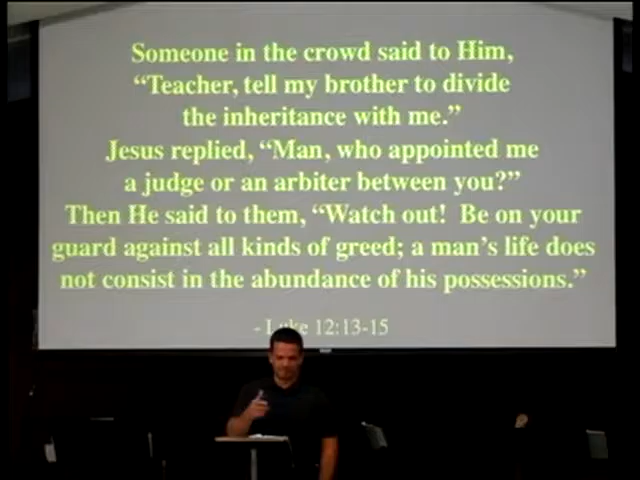 Someone in the crowd said to Him,
“Teacher, tell my brother to divide
the inheritance with me.”
Jesus replied, “Man, who appointed me
a judge or an arbiter between you?”
Then He said to them, “Watch out!  Be on your
guard against all kinds of greed; a man’s life does
not consist in the abundance of his possessions.”
- Luke 12:13-15